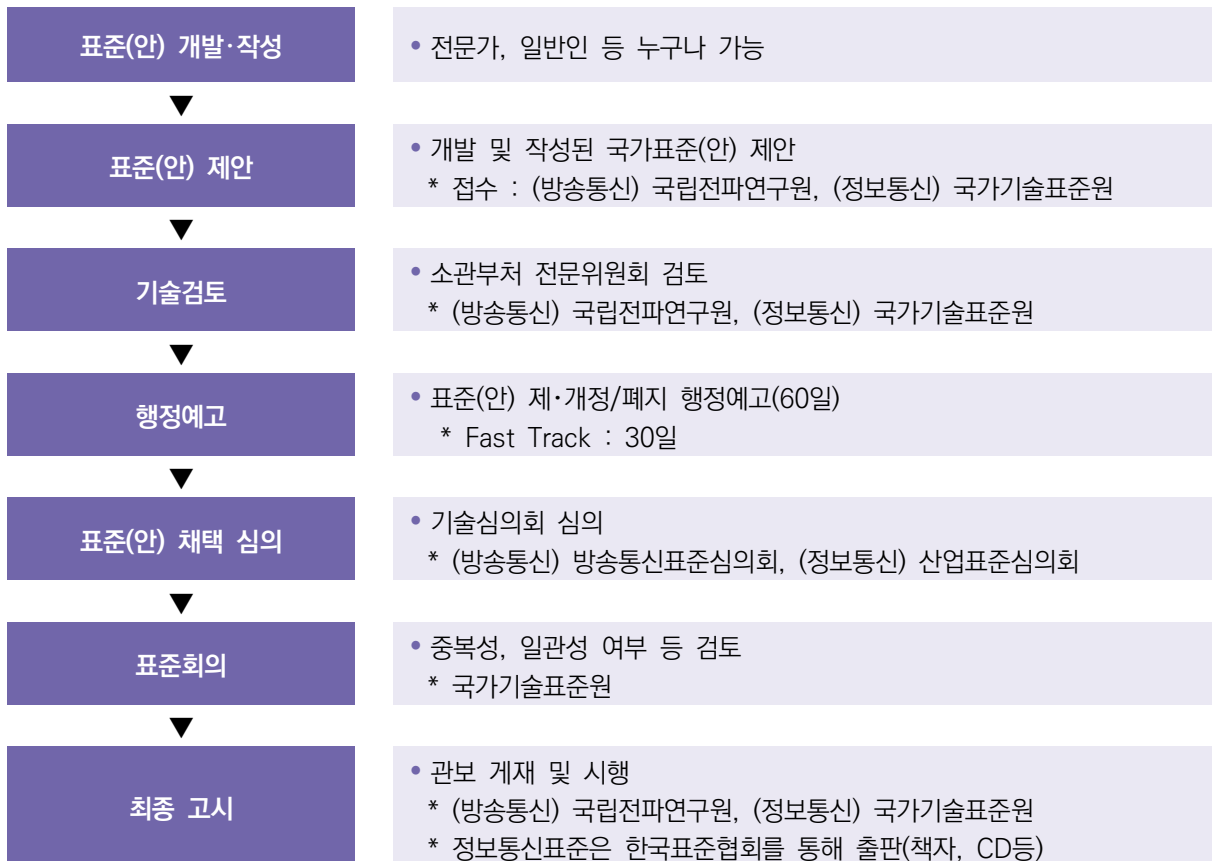 표준(안) 개발·작성
• 전문가, 일반인 등 누구나 가능
▼
표준(안) 제안
• 개발 및 작성된 국가표준(안) 제안
* 접수 : (방송통신) 국립전파연구원, (정보통신) 국가기술표준원
▼
기술검토
• 소관부처 전문위원회 검토
* (방송통신) 국립전파연구원, (정보통신) 국가기술표준원
▼
행정예고
• 표준(안) 제·개정/폐지 행정예고(60일)
* Fast Track : 30일
▼
표준(안) 채택 심의
• 기술심의회 심의
* (방송통신) 방송통신표준심의회, (정보통신) 산업표준심의회
▼
표준회의
• 중복성, 일관성 여부 등 검토
* 국가기술표준원
▼
최종 고시
• 관보 게재 및 시행
* (방송통신) 국립전파연구원, (정보통신) 국가기술표준원
* 정보통신표준은 한국표준협회를 통해 출판(책자, CD등)